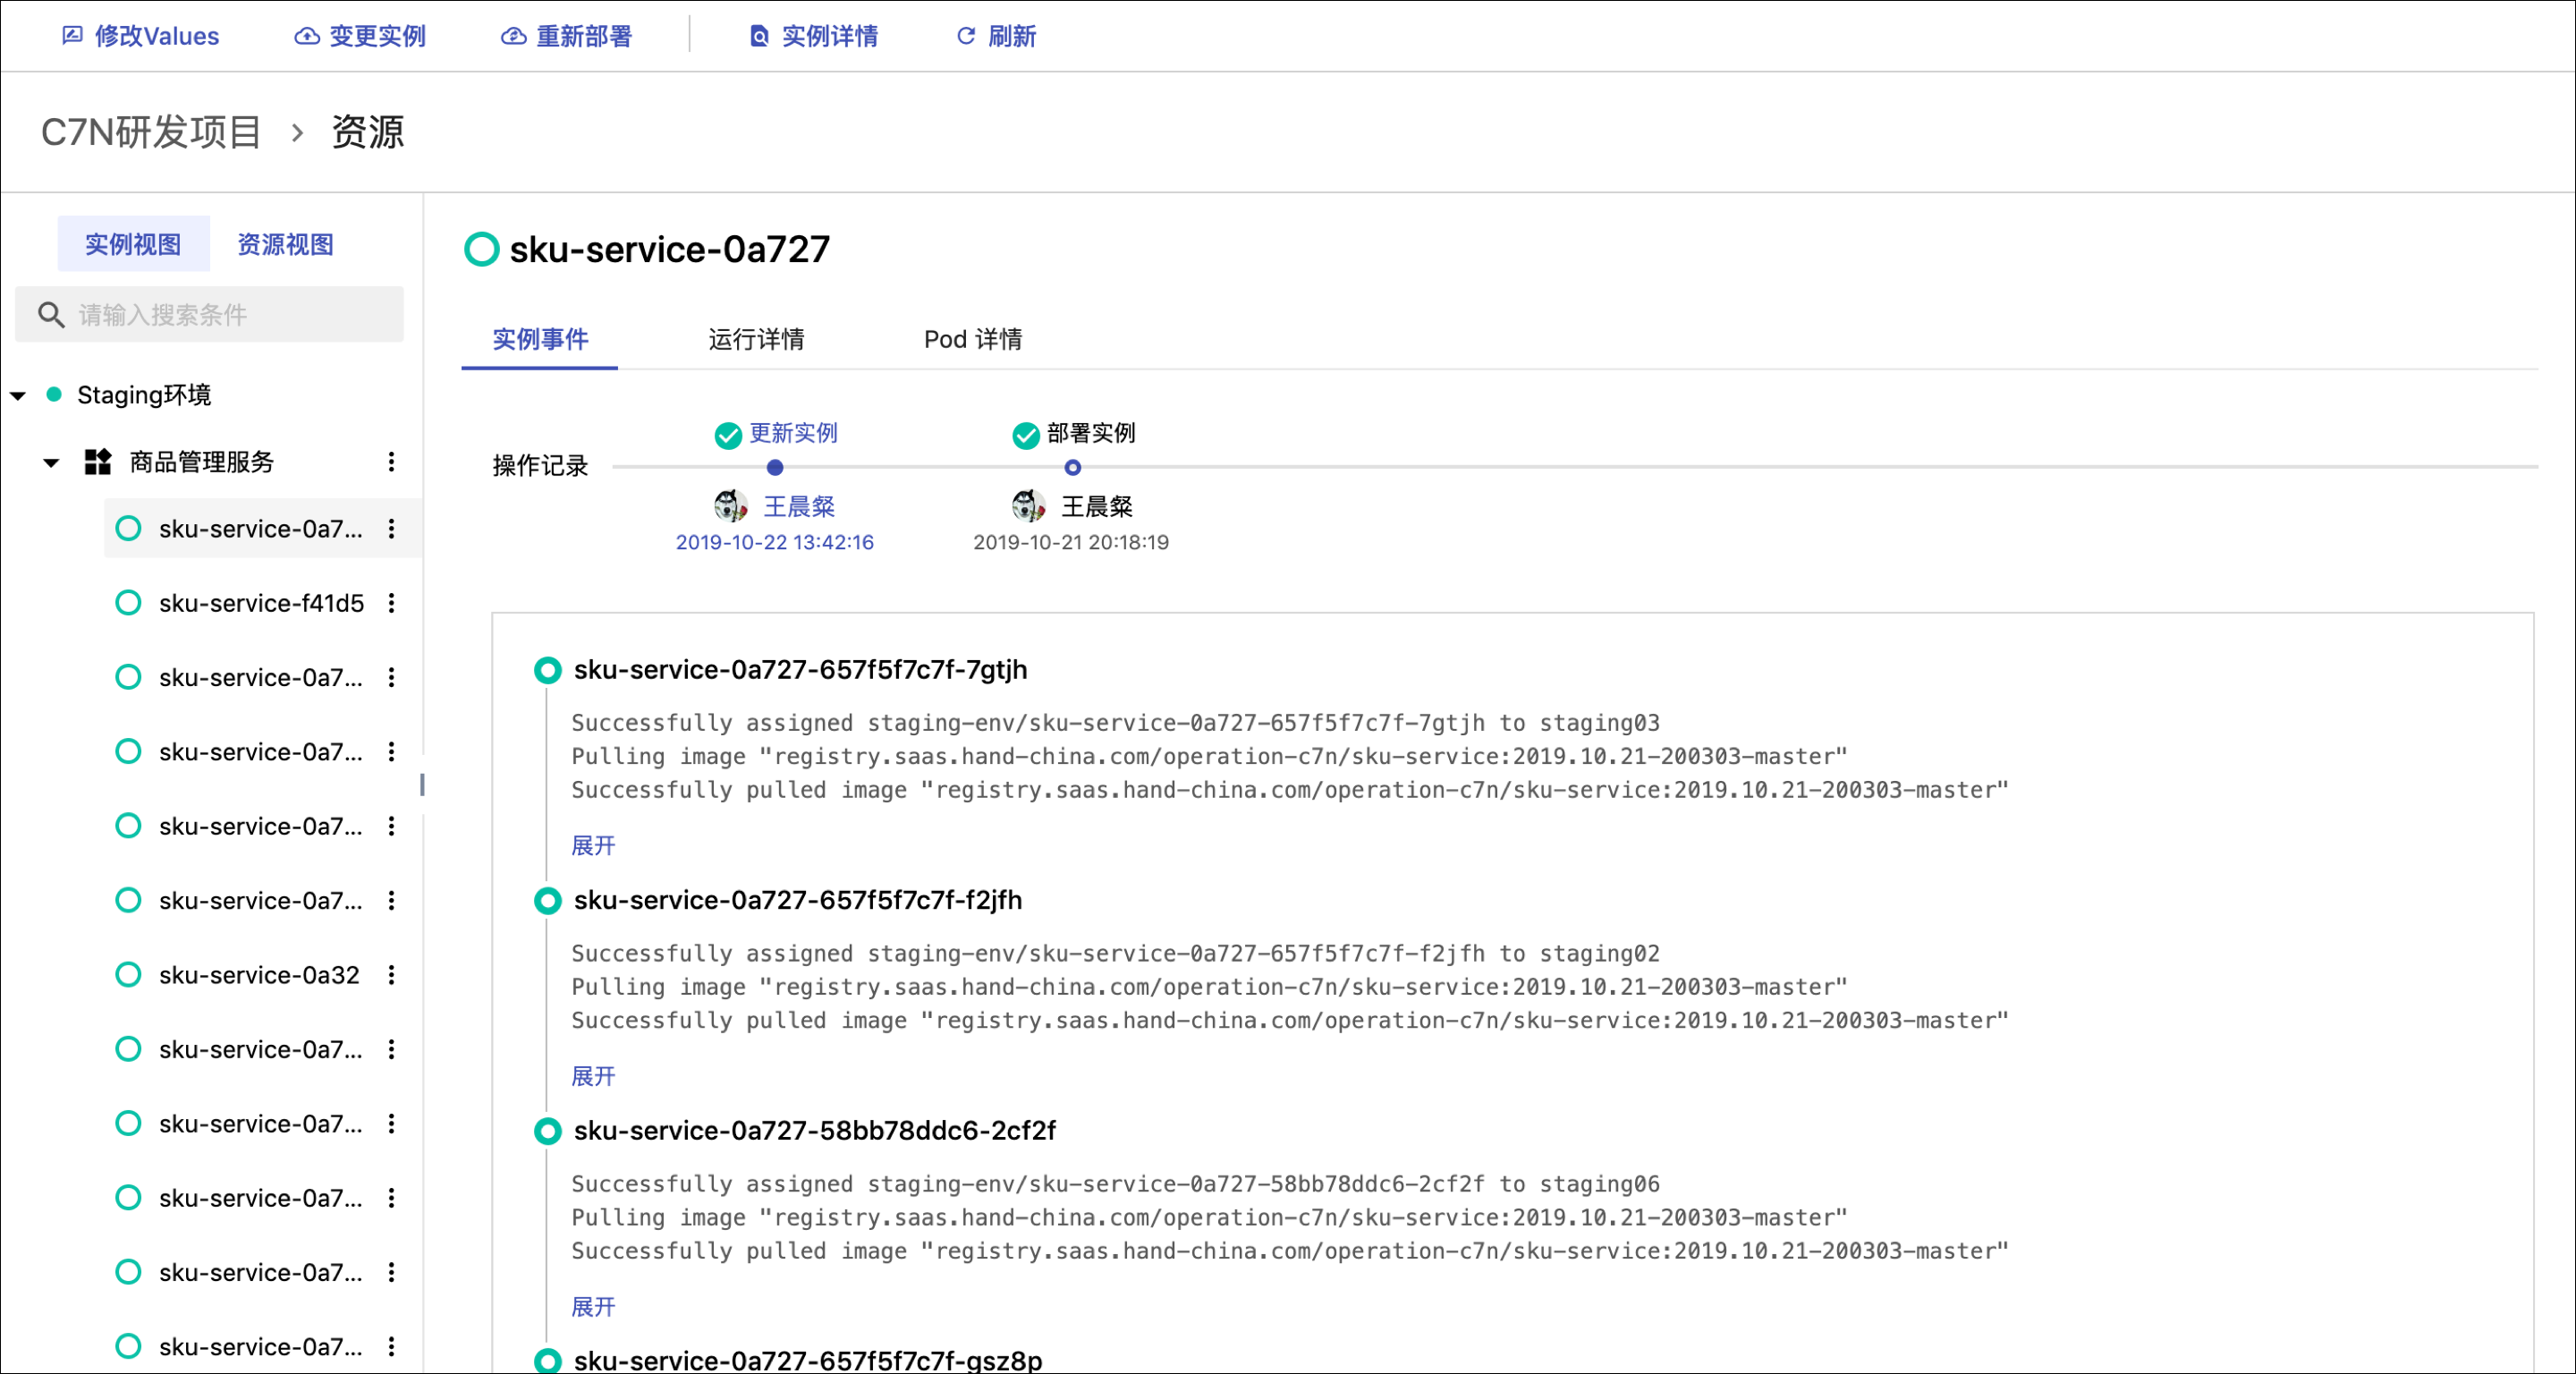 修改Values 变更实例 重新部署 实例详情 刷新
C7N研发项目 › 资源
实例视图 资源视图
请输入搜索条件
Staging环境
商品管理服务
sku-service-0a7...
sku-service-f41d5
sku-service-0a7...
sku-service-0a7...
sku-service-0a7...
sku-service-0a7...
sku-service-0a32
sku-service-0a7...
sku-service-0a7...
sku-service-0a7...
sku-service-0a7...
sku-service-0a7...
sku-service-0a727
实例事件 运行详情 Pod 详情
操作记录
更新实例
王晨粲
2019-10-22 13:42:16
部署实例
王晨粲
2019-10-21 20:18:19
sku-service-0a727-657f5f7c7f-7gtjh
Successfully assigned staging-env/sku-service-0a727-657f5f7c7f-7gtjh to staging03
Pulling image "registry.saas.hand-china.com/operation-c7n/sku-service:2019.10.21-200303-master"
Successfully pulled image "registry.saas.hand-china.com/operation-c7n/sku-service:2019.10.21-200303-master"
展开
sku-service-0a727-657f5f7c7f-f2jfh
Successfully assigned staging-env/sku-service-0a727-657f5f7c7f-f2jfh to staging02
Pulling image "registry.saas.hand-china.com/operation-c7n/sku-service:2019.10.21-200303-master"
Successfully pulled image "registry.saas.hand-china.com/operation-c7n/sku-service:2019.10.21-200303-master"
展开
sku-service-0a727-58bb78ddc6-2cf2f
Successfully assigned staging-env/sku-service-0a727-58bb78ddc6-2cf2f to staging06
Pulling image "registry.saas.hand-china.com/operation-c7n/sku-service:2019.10.21-200303-master"
Successfully pulled image "registry.saas.hand-china.com/operation-c7n/sku-service:2019.10.21-200303-master"
展开
sku-service-0a727-657f5f7c7f-gsz8p